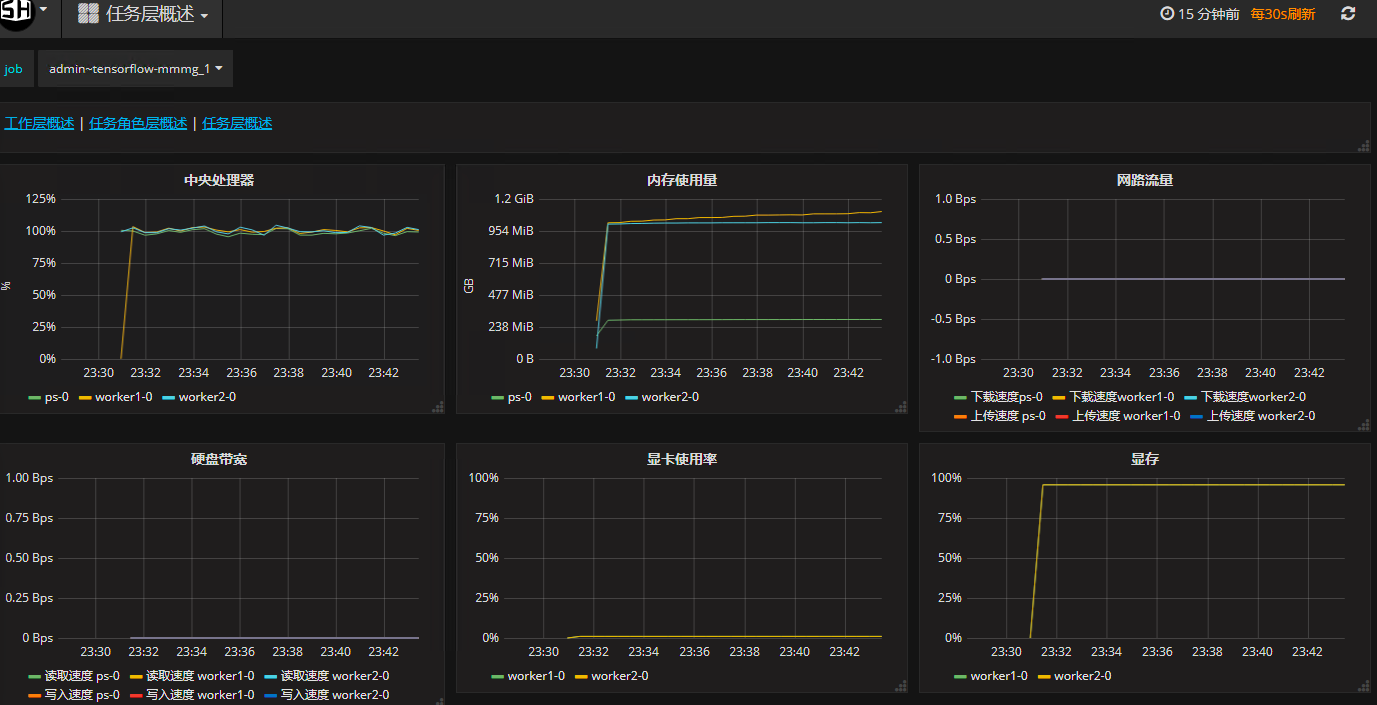 SH 任务层概述 15 分钟前 每30s刷新
job admin~tensorflow-mmmg_1
工作层概述 | 任务角色层概述 | 任务层概述
中央处理器
125%
100%
75%
50%
25%
0%
%
23:30 23:32 23:34 23:36 23:38 23:40 23:42
ps-0 worker1-0 worker2-0
内存使用量
1.2 GiB
954 MiB
715 MiB
477 MiB
238 MiB
0 B
GB
23:30 23:32 23:34 23:36 23:38 23:40 23:42
ps-0 worker1-0 worker2-0
网路流量
1.0 Bps
0.5 Bps
0 Bps
-0.5 Bps
-1.0 Bps
23:30 23:32 23:34 23:36 23:38 23:40 23:42
下载速度ps-0 下载速度worker1-0 下载速度worker2-0
上传速度 ps-0 上传速度 worker1-0 上传速度 worker2-0
硬盘带宽
1.00 Bps
0.75 Bps
0.50 Bps
0.25 Bps
0 Bps
23:30 23:32 23:34 23:36 23:38 23:40 23:42
读取速度 ps-0 读取速度 worker1-0 读取速度 worker2-0
写入速度 ps-0 写入速度 worker1-0 写入速度 worker2-0
显卡使用率
100%
75%
50%
25%
0%
23:30 23:32 23:34 23:36 23:38 23:40 23:42
worker1-0 worker2-0
显存
100%
75%
50%
25%
0%
23:30 23:32 23:34 23:36 23:38 23:40 23:42
worker1-0 worker2-0